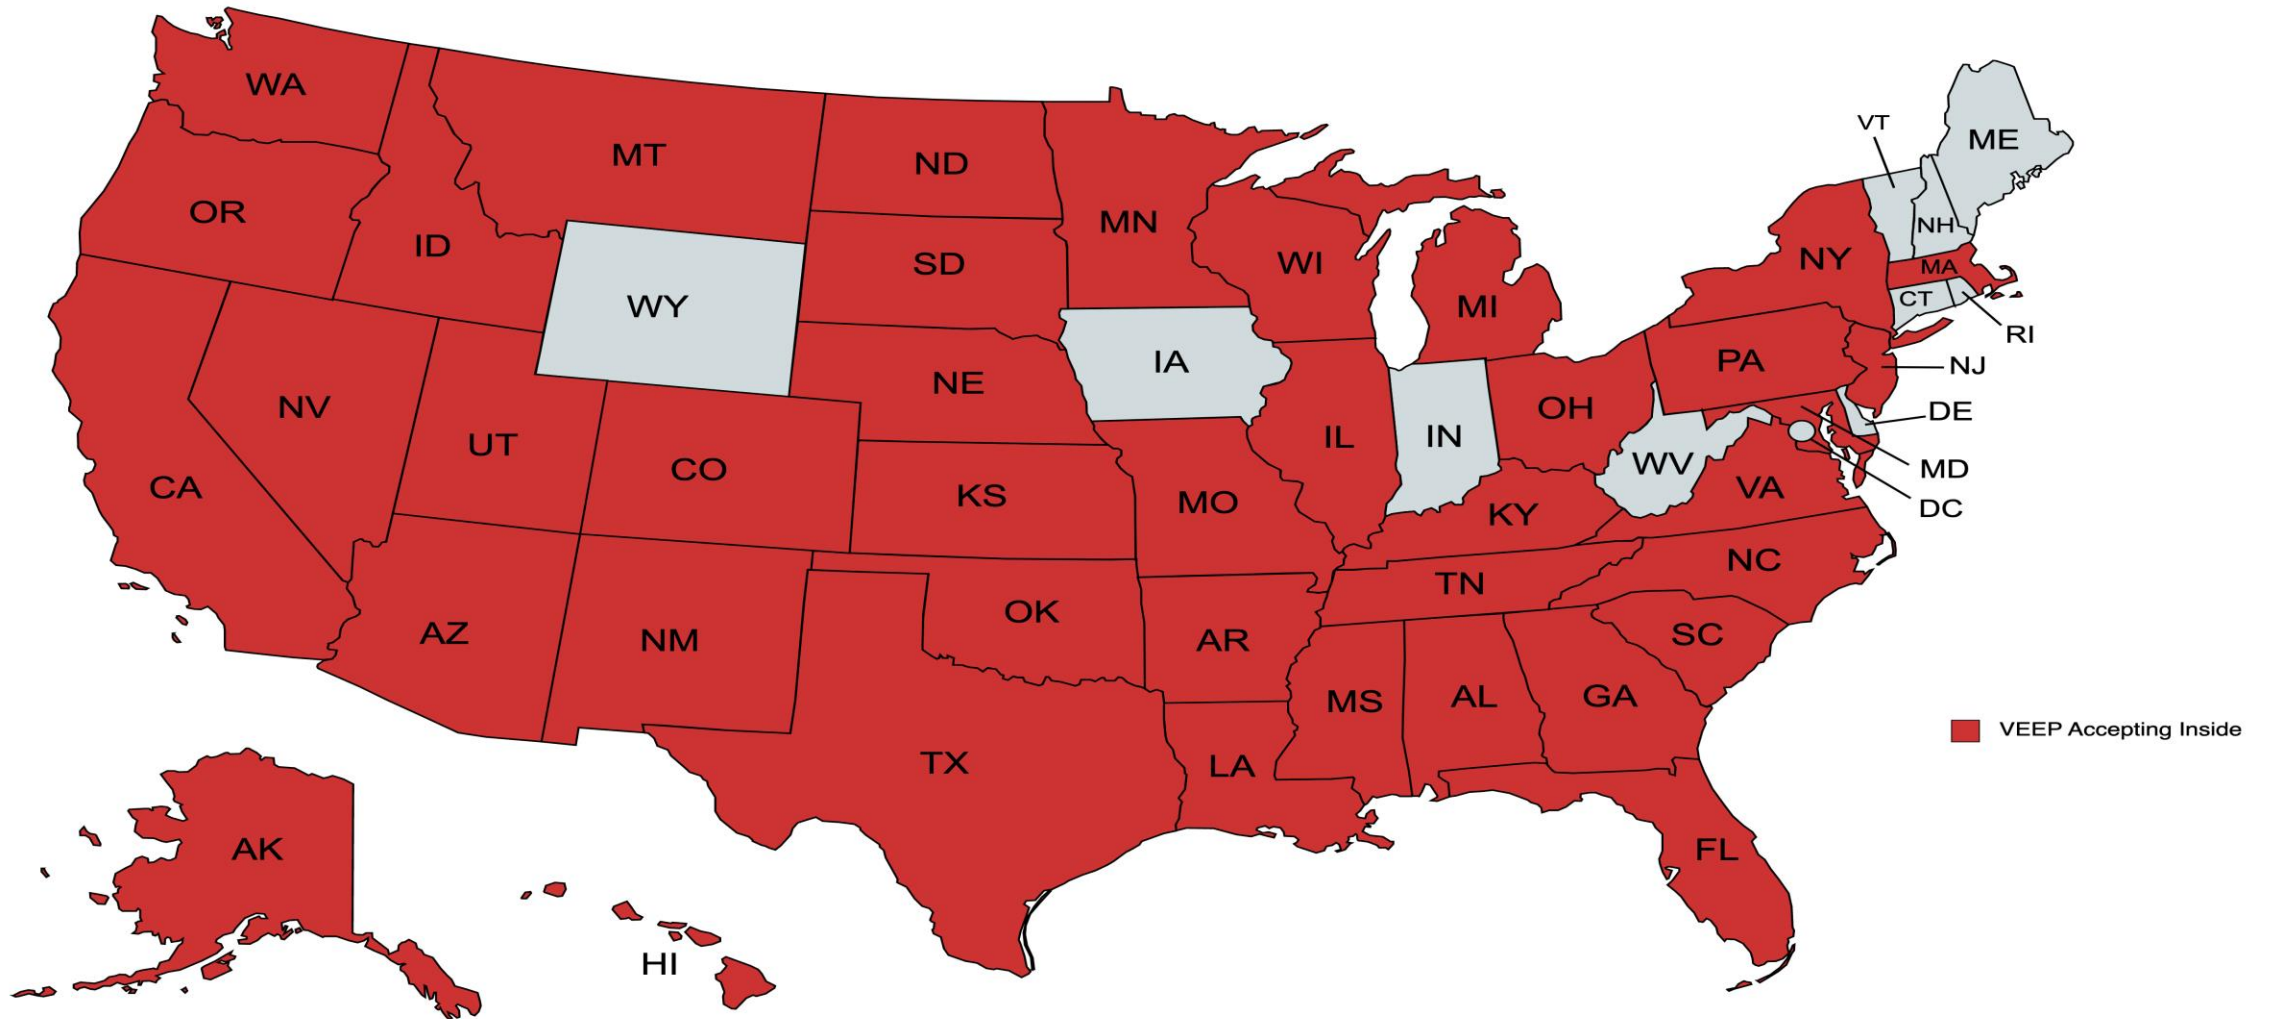 WA
MT
ND
MN
VT
ME
OR
ID
SD
WI
MI
NY
NH
MA
CT
RI
WY
IA
NE
PA
NJ
NV
UT
CO
IL
IN
OH
DE
CA
KS
MO
KY
WV
VA
MD
DC
AZ
NM
OK
AR
TN
NC
SC
MS
AL
GA
TX
LA
VEEP Accepting Inside
AK
HI
FL